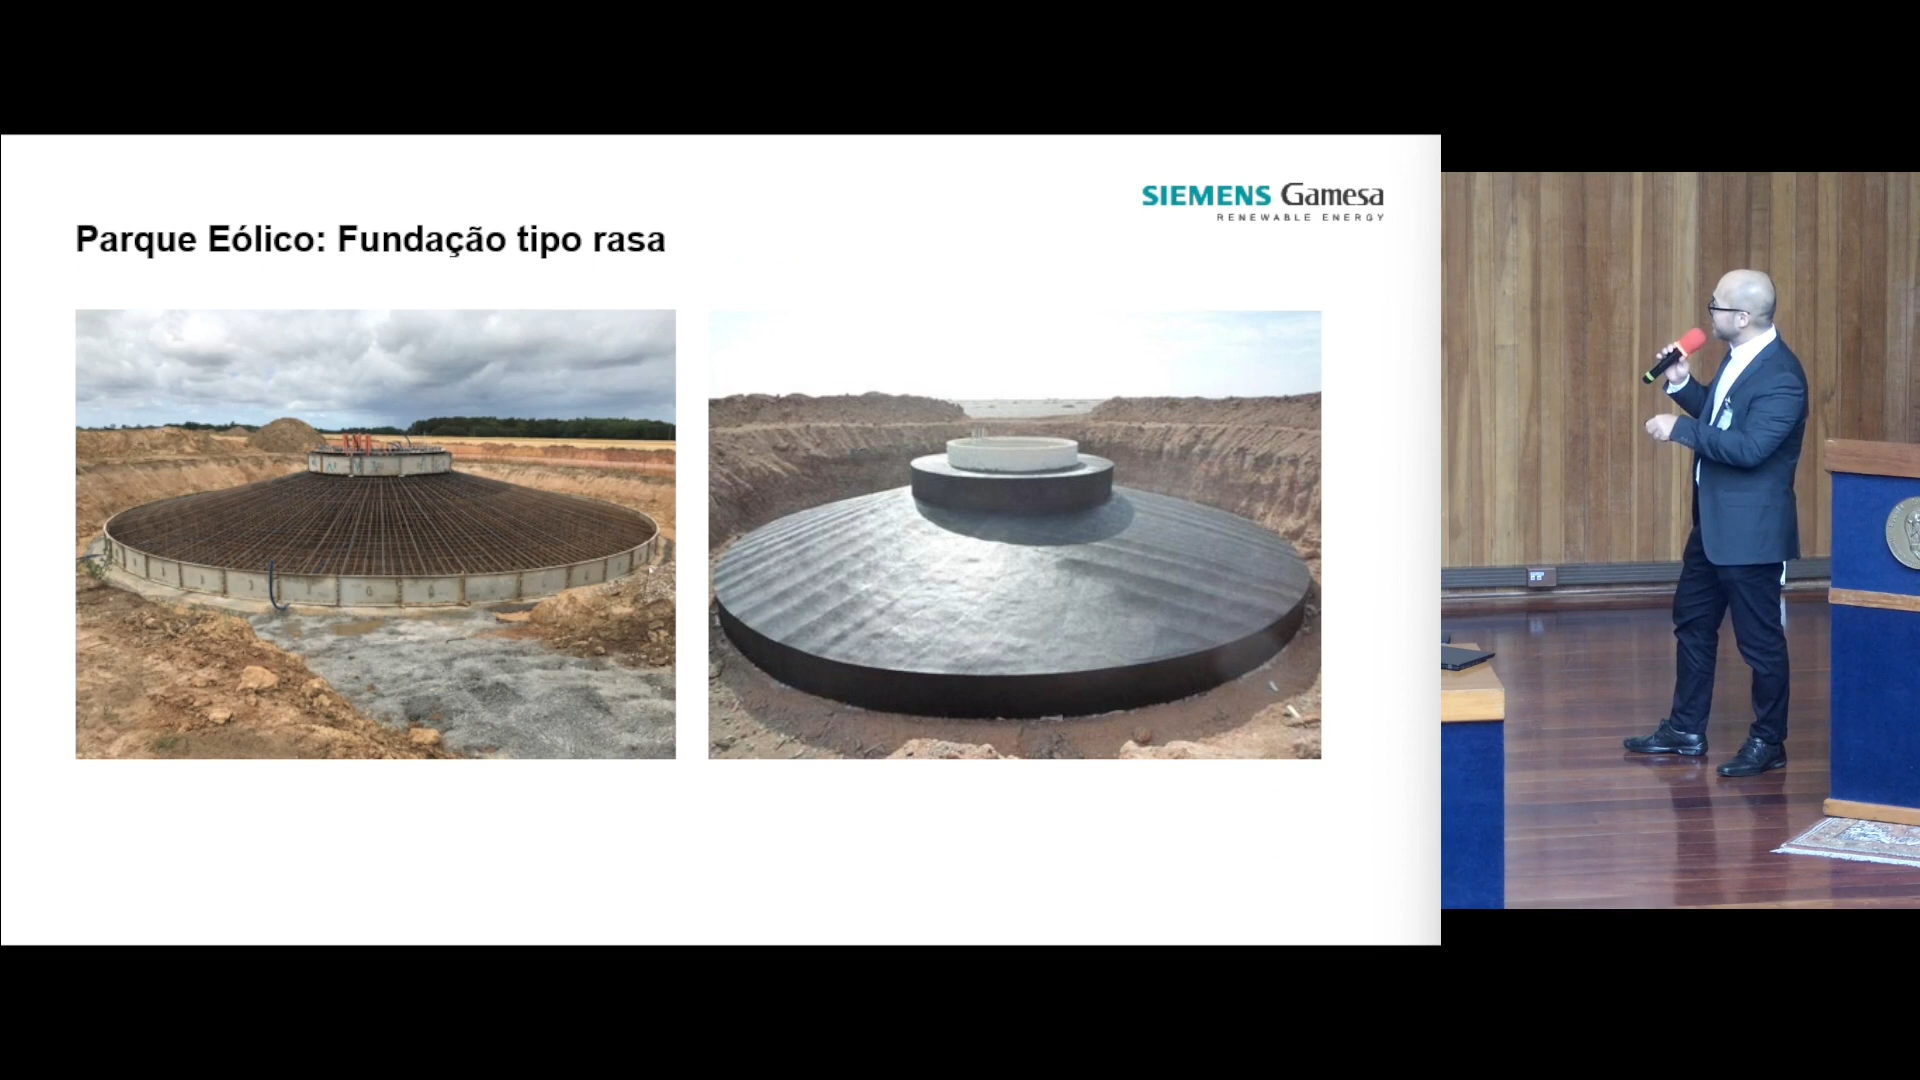 SIEMENS Gamesa
RENEWABLE ENERGY
Parque Eólico: Fundação tipo rasa